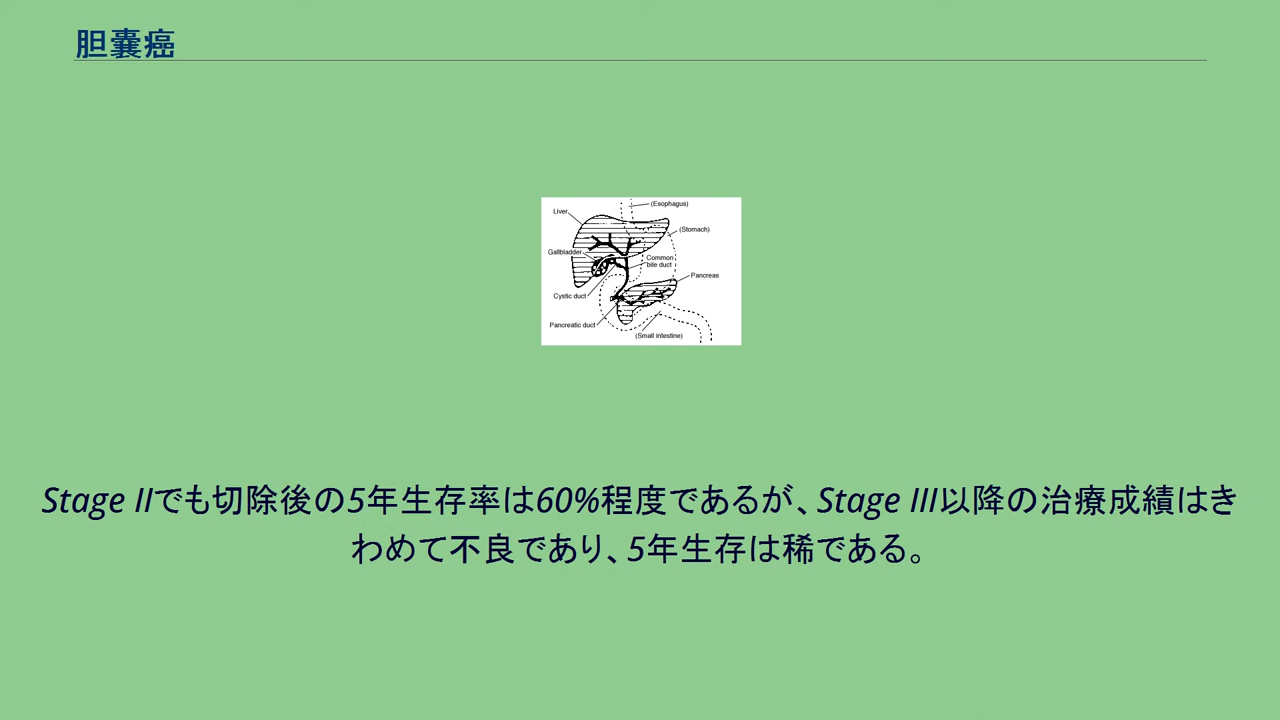 胆嚢癌
(Esophagus)
Liver
(Stomach)
Gallbladder
Common
bile duct
Pancreas
Cystic duct
Pancreatic duct
(Small intestine)
Stage IIでも切除後の5年生存率は60%程度であるが、Stage III以降の治療成績はき
わめて不良であり、5年生存は稀である。